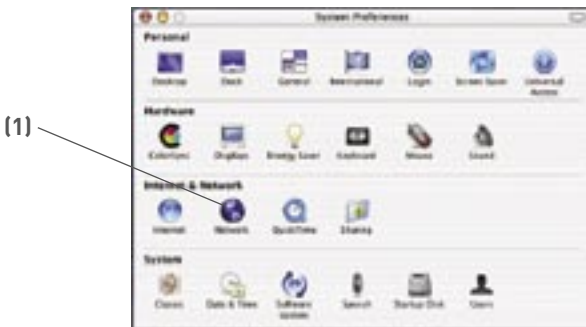 System Preferences
Personal
Desktop Dock General International Login Screen Saver Universal Access
(1)
Hardware
ColorSync Displays Energy Saver Keyboard Mouse Sound
Internet & Network
Internet Network QuickTime Sharing
System
Classic Date & Time Software Update Speech Startup Disk Users